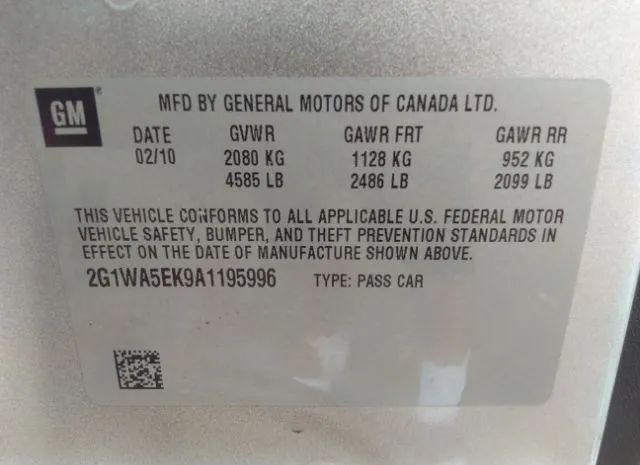 GM®
MFD BY GENERAL MOTORS OF CANADA LTD.
DATE GVWR GAWR FRT GAWR RR
02/10 2080 KG 1128 KG 952 KG
4585 LB 2486 LB 2099 LB
THIS VEHICLE CONFORMS TO ALL APPLICABLE U.S. FEDERAL MOTOR
VEHICLE SAFETY, BUMPER, AND THEFT PREVENTION STANDARDS IN
EFFECT ON THE DATE OF MANUFACTURE SHOWN ABOVE.
2G1WA5EK9A1195996 TYPE: PASS CAR